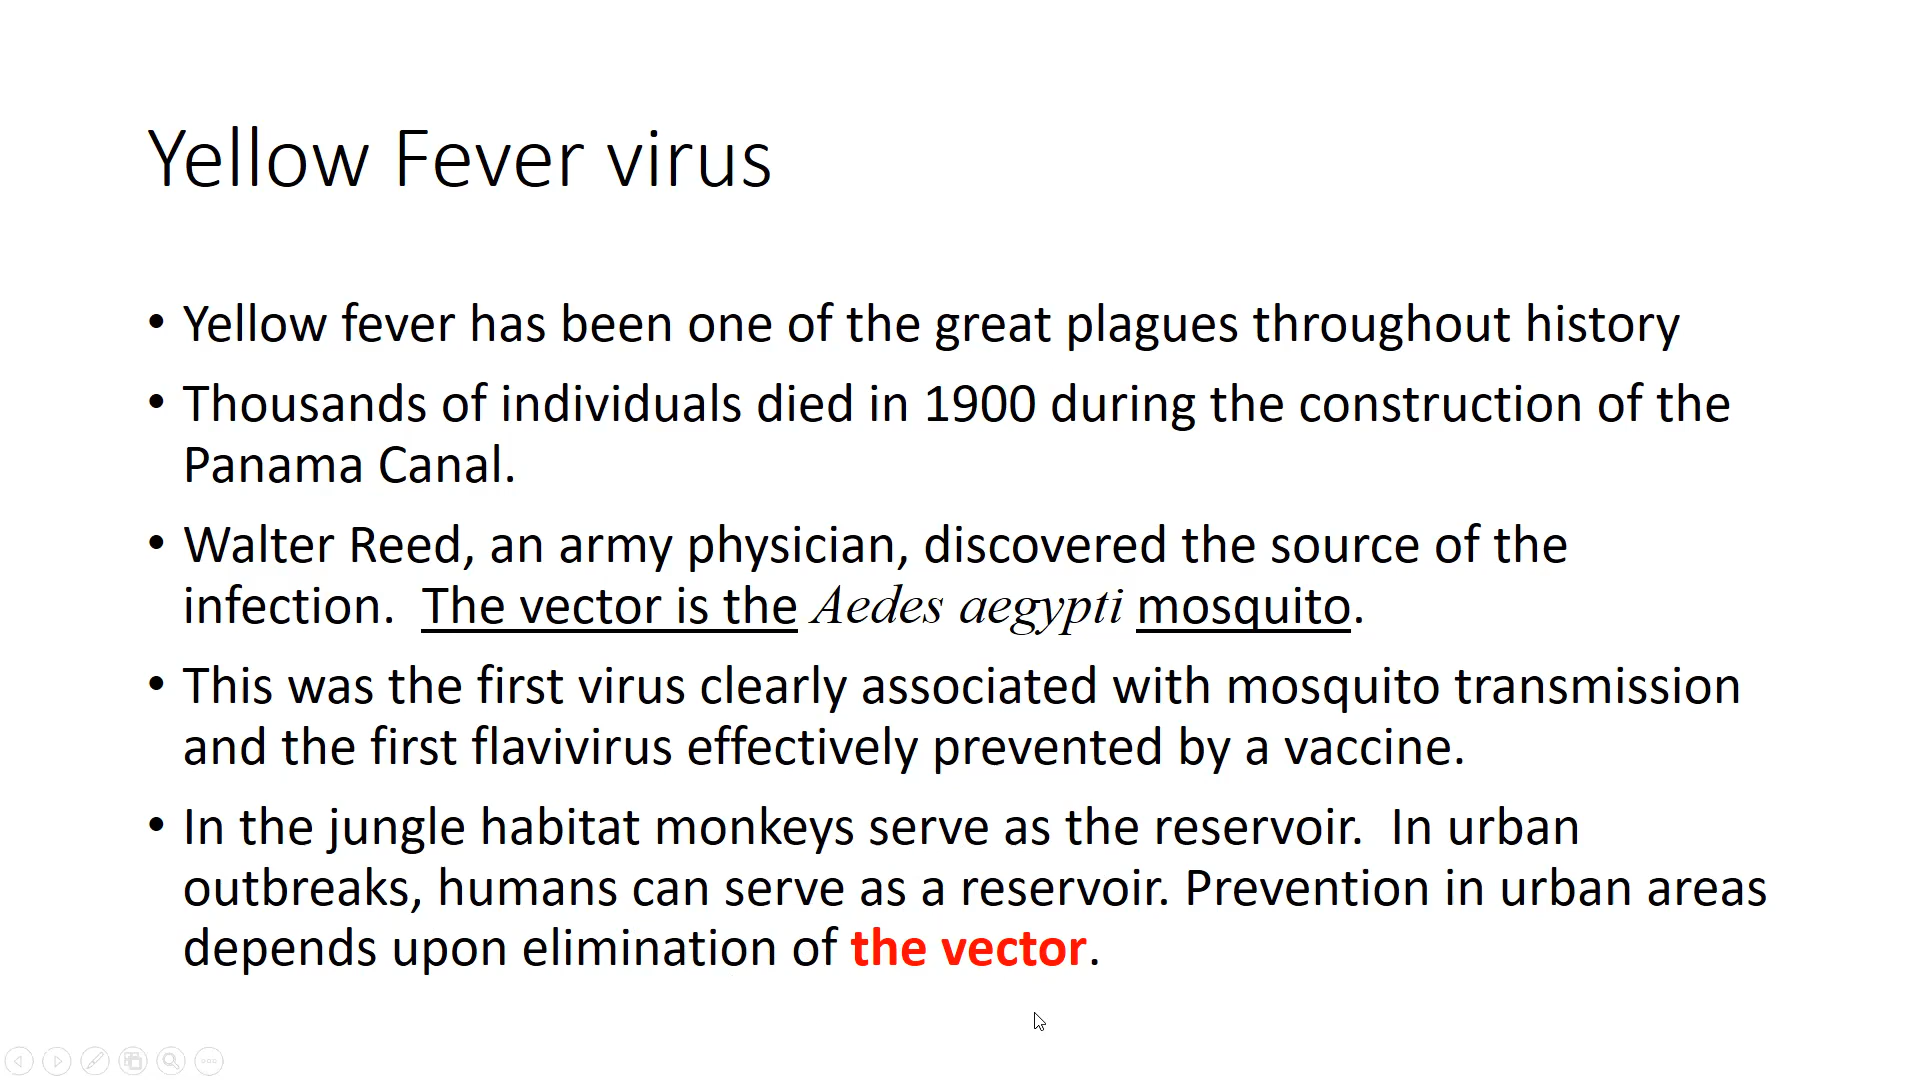 Yellow Fever virus
• Yellow fever has been one of the great plagues throughout history
• Thousands of individuals died in 1900 during the construction of the
Panama Canal.
• Walter Reed, an army physician, discovered the source of the
infection.  The vector is the Aedes aegypti mosquito.
• This was the first virus clearly associated with mosquito transmission
and the first flavivirus effectively prevented by a vaccine.
• In the jungle habitat monkeys serve as the reservoir.  In urban
outbreaks, humans can serve as a reservoir. Prevention in urban areas
depends upon elimination of the vector.